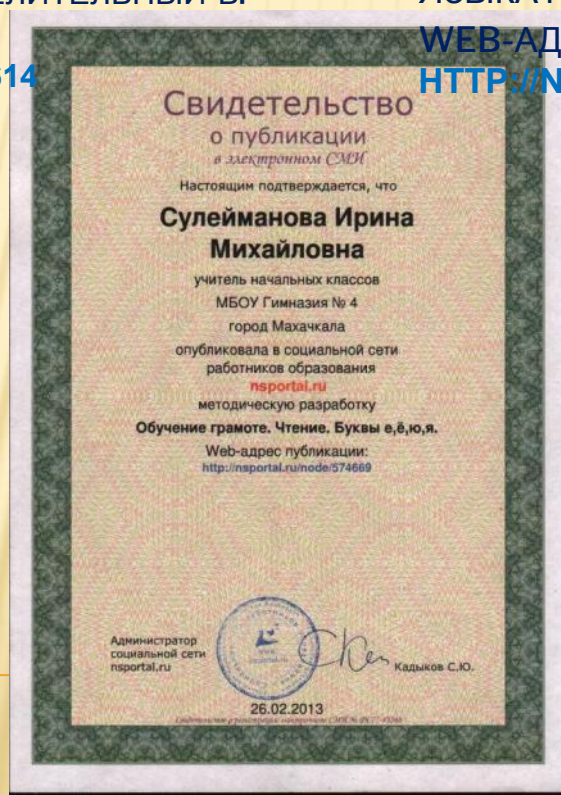 614
WEB-АД
HTTP://N
Свидетельство
о публикации
в электронном СМИ
Настоящим подтверждается, что
Сулейманова Ирина
Михайловна
учитель начальных классов
МБОУ Гимназия № 4
город Махачкала
опубликовала в социальной сети
работников образования
nsportal.ru
методическую разработку
Обучение грамоте. Чтение. Буквы е,ё,ю,я.
Web-адрес публикации:
http://nsportal.ru/node/574669
Администратор
социальной сети
nsportal.ru
Кадыков С.Ю.
26.02.2013